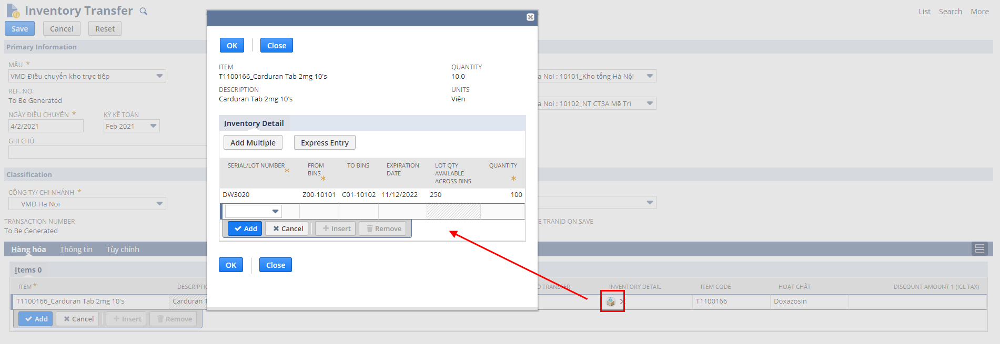 Inventory Transfer
List Search More
Save Cancel Reset
Primary Information
MẪU *
VMD Điều chuyển kho trực tiếp
REF. NO.
To Be Generated
NGÀY ĐIỀU CHUYỂN * KỲ KẾ TOÁN
4/2/2021 Feb 2021
GHI CHÚ
a Noi : 10101_Kho tổng Hà Nội
a Noi : 10102_NT CT3A Mễ Trì
Classification
CÔNG TY/ CHI NHÁNH *
VMD Ha Noi
TRANSACTION NUMBER
To Be Generated
E TRANID ON SAVE
OK Close
ITEM QUANTITY
T1100166_Carduran Tab 2mg 10's 10.0
DESCRIPTION UNITS
Carduran Tab 2mg 10's Viên
Inventory Detail
Add Multiple Express Entry
SERIAL/LOT NUMBER * FROM BINS * TO BINS EXPIRATION DATE LOT QTY AVAILABLE ACROSS BINS QUANTITY *
DW3020 Z00-10101 C01-10102 11/12/2022 250 100
Add Cancel Insert Remove
OK Close
Hàng hóa Thông tin Tùy chỉnh
Items 0
ITEM * DESCRIPTIO D TRANSFER INVENTORY DETAIL ITEM CODE HOẠT CHẤT DISCOUNT AMOUNT 1 (ICL TAX)
T1100166_Carduran Tab 2mg 10's Carduran T T1100166 Doxazosin
Add Cancel Insert Remove